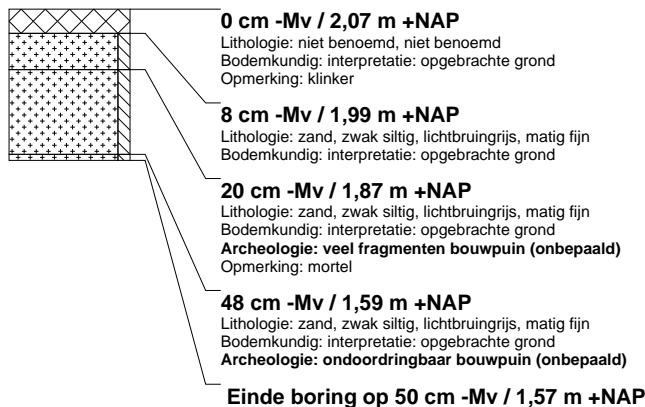 0 cm -Mv / 2,07 m +NAP
Lithologie: niet benoemd, niet benoemd
Bodemkundig: interpretatie: opgebrachte grond
Opmerking: klinker
8 cm -Mv / 1,99 m +NAP
Lithologie: zand, zwak siltig, lichtbruingrijs, matig fijn
Bodemkundig: interpretatie: opgebrachte grond
20 cm -Mv / 1,87 m +NAP
Lithologie: zand, zwak siltig, lichtbruingrijs, matig fijn
Bodemkundig: interpretatie: opgebrachte grond
Archeologie: veel fragmenten bouwpuin (onbepaald)
Opmerking: mortel
48 cm -Mv / 1,59 m +NAP
Lithologie: zand, zwak siltig, lichtbruingrijs, matig fijn
Bodemkundig: interpretatie: opgebrachte grond
Archeologie: ondoordringbaar bouwpuin (onbepaald)
Einde boring op 50 cm -Mv / 1,57 m +NAP